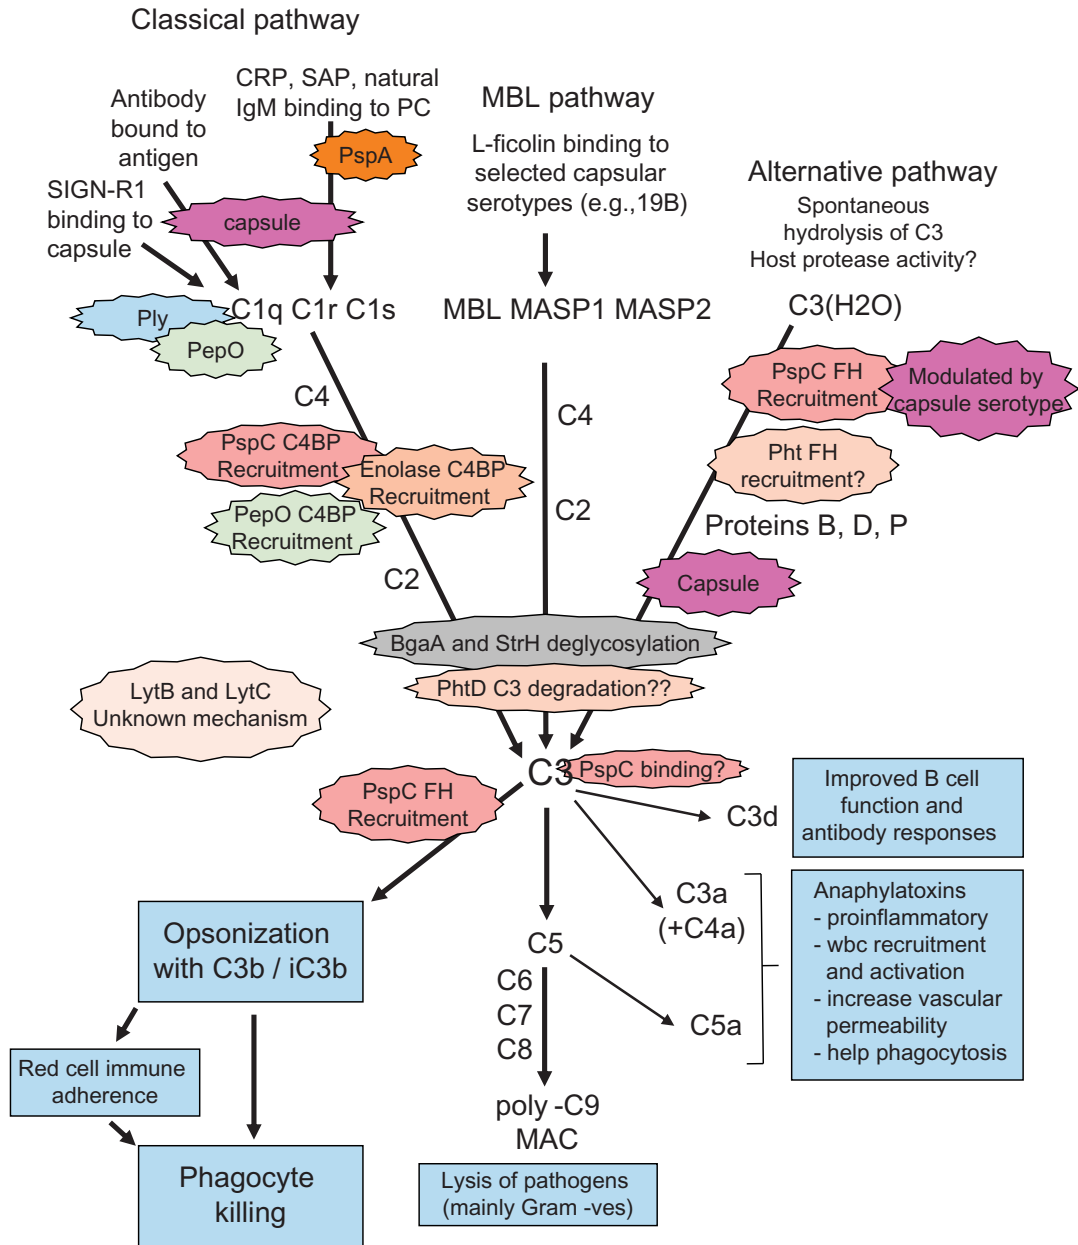 Classical pathway
CRP, SAP, natural
IgM binding to PC
Antibody
bound to
antigen
SIGN-R1
binding to
capsule
PspA
capsule
Ply
PepO
C1q C1r C1s
C4
PspC C4BP
Recruitment
Enolase C4BP
Recruitment
PepO C4BP
Recruitment
C2
MBL pathway
L-ficolin binding to
selected capsular
serotypes (e.g.,19B)
MBL MASP1 MASP2
C4
C2
Alternative pathway
Spontaneous
hydrolysis of C3
Host protease activity?
C3(H2O)
PspC FH
Recruitment
Modulated by
capsule serotype
Pht FH
recruitment?
Proteins B, D, P
Capsule
BgaA and StrH deglycosylation
PhtD C3 degradation??
LytB and LytC
Unknown mechanism
C3
PspC binding?
PspC FH
Recruitment
C3d
Improved B cell
function and
antibody responses
C3a
(+C4a)
Anaphylatoxins
- proinflammatory
- wbc recruitment
and activation
- increase vascular
permeability
- help phagocytosis
Opsonization
with C3b / iC3b
C5
C6
C7
C8
C5a
Red cell immune
adherence
poly -C9
MAC
Phagocyte
killing
Lysis of pathogens
(mainly Gram -ves)